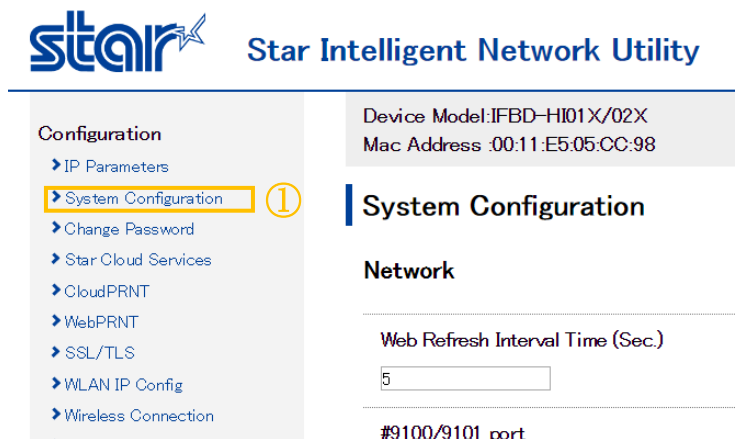 star
Star Intelligent Network Utility
Configuration
IP Parameters
System Configuration
①
Change Password
Star Cloud Services
CloudPRNT
WebPRNT
SSL/TLS
WLAN IP Config
Wireless Connection
Device Model:IFBD-HI01X/02X
Mac Address :00:11:E5:05:CC:98
System Configuration
Network
Web Refresh Interval Time (Sec.)
5
#9100/9101 port